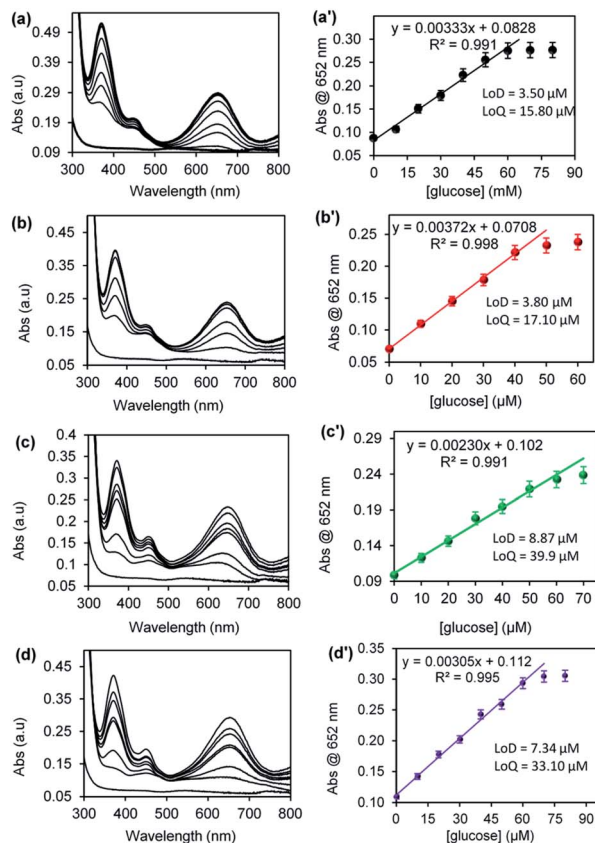 (a)
Abs (a.u)
0.49
0.39
0.29
0.19
0.09
300 400 500 600 700 800
Wavelength (nm)
(a')
y = 0.00333x + 0.0828
R² = 0.991
LoD = 3.50 µM
LoQ = 15.80 µM
Abs @ 652 nm
0.30
0.25
0.20
0.15
0.10
0.05
0 15 30 45 60 75 90
[glucose] (mM)
(b)
Abs (a.u)
0.45
0.35
0.25
0.15
0.05
300 400 500 600 700 800
Wavelength (nm)
(b')
y = 0.00372x + 0.0708
R² = 0.998
LoD = 3.80 µM
LoQ = 17.10 µM
Abs @ 652 nm
0.25
0.20
0.15
0.10
0.05
0 10 20 30 40 50 60
[glucose] (µM)
(c)
Abs (a.u)
0.4
0.35
0.3
0.25
0.2
0.15
0.1
0.05
300 400 500 600 700 800
Wavelength (nm)
(c')
y = 0.00230x + 0.102
R² = 0.991
LoD = 8.87 µM
LoQ = 39.9 µM
Abs @ 652 nm
0.29
0.24
0.19
0.14
0.09
0 10 20 30 40 50 60 70
[glucose] (µM)
(d)
Abs (a.u)
0.45
0.35
0.25
0.15
0.05
300 400 500 600 700 800
Wavelength (nm)
(d')
y = 0.00305x + 0.112
R² = 0.995
LoD = 7.34 µM
LoQ = 33.10 µM
Abs @ 652 nm
0.35
0.30
0.25
0.20
0.15
0.10
0 15 30 45 60 75 90
[glucose] (µM)